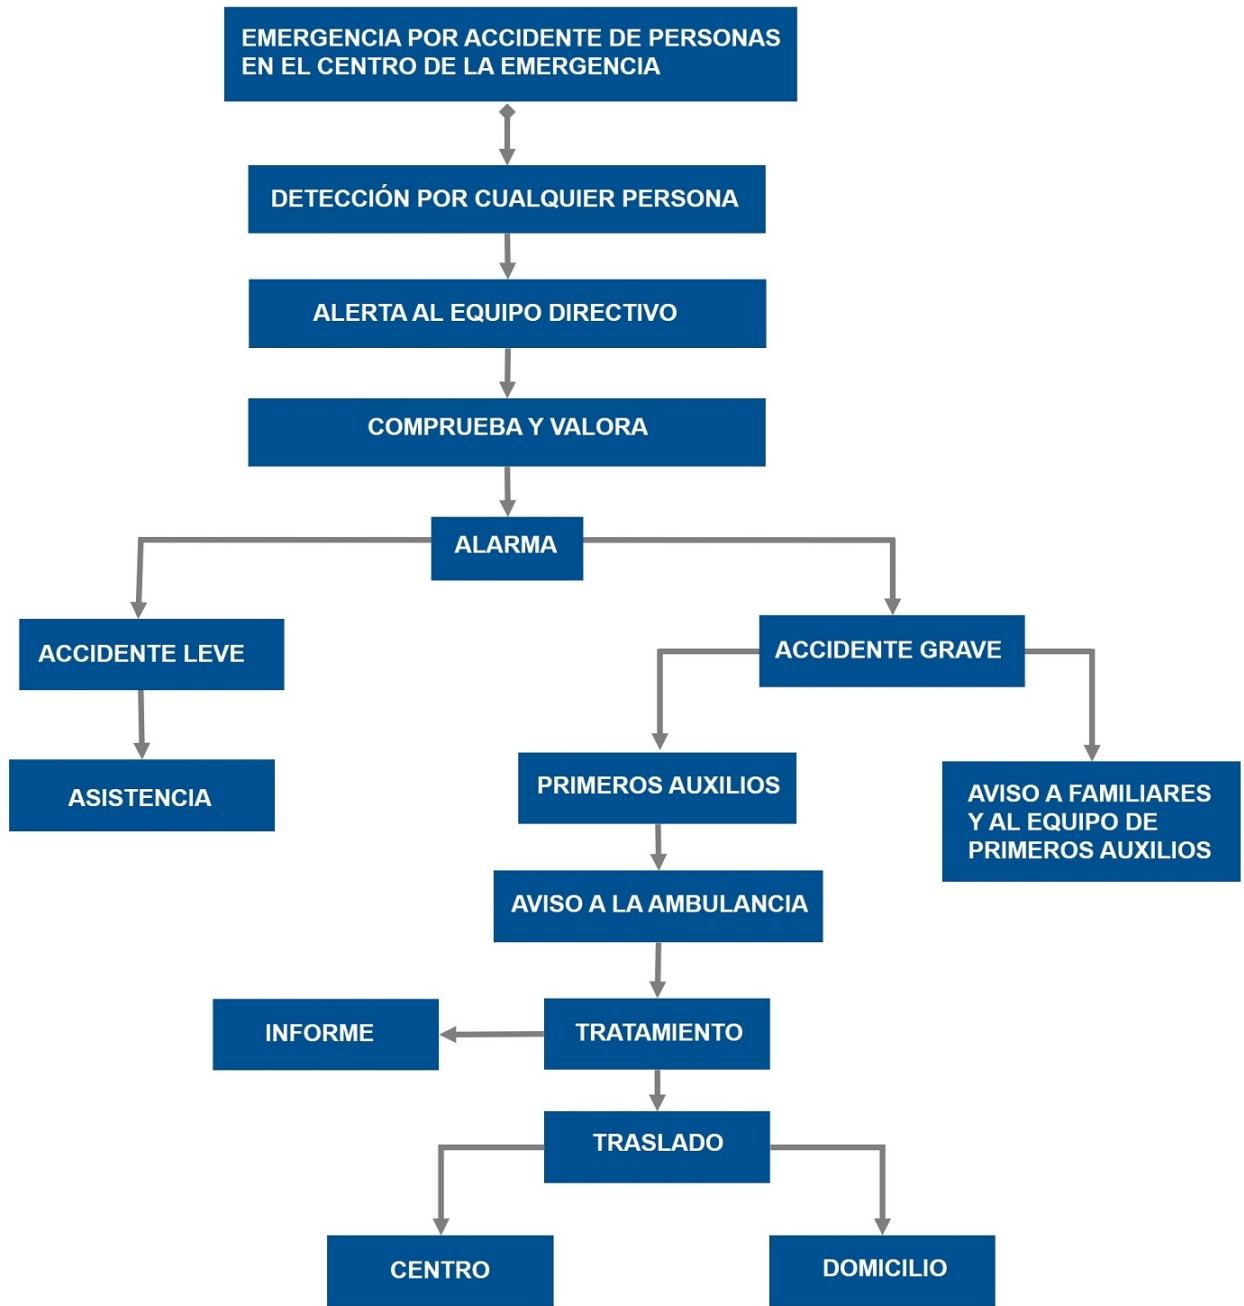 EMERGENCIA POR ACCIDENTE DE PERSONAS
EN EL CENTRO DE LA EMERGENCIA
DETECCIÓN POR CUALQUIER PERSONA
ALERTA AL EQUIPO DIRECTIVO
COMPRUEBA Y VALORA
ALARMA
ACCIDENTE LEVE
ACCIDENTE GRAVE
ASISTENCIA
PRIMEROS AUXILIOS
AVISO A FAMILIARES
Y AL EQUIPO DE
PRIMEROS AUXILIOS
AVISO A LA AMBULANCIA
INFORME
TRATAMIENTO
TRASLADO
CENTRO
DOMICILIO